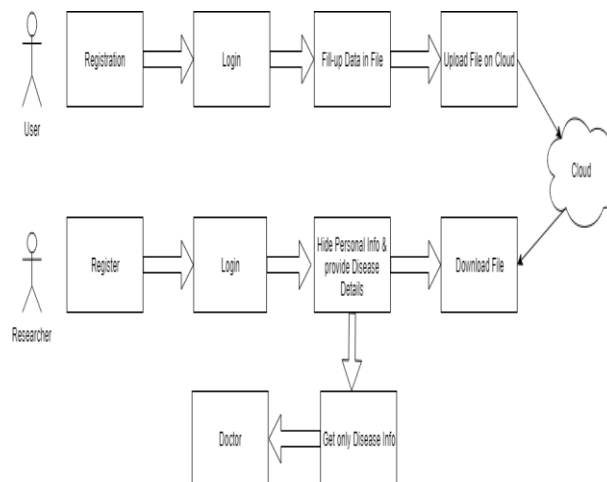 Registration
Login
Fill-up Data in File
Upload File on Cloud
User
Cloud
Register
Login
Hide Personal Info &
provide Disease
Details
Download File
Researcher
Doctor
Get only Disease Info